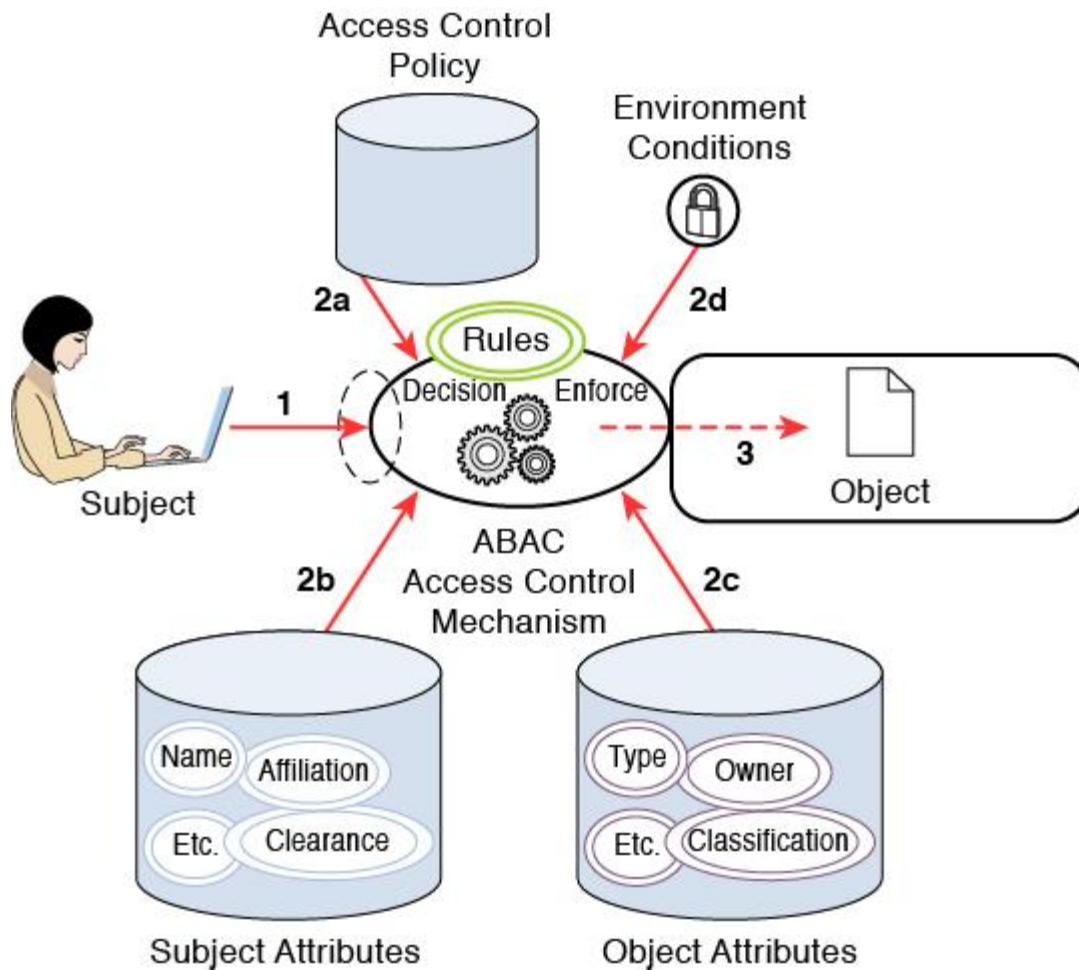 Access Control
Policy
Environment
Conditions
2a
2d
Rules
Decision Enforce
1
3
Subject
Object
ABAC
Access Control
Mechanism
2b
2c
Name
Affiliation
Etc.
Clearance
Type
Owner
Etc.
Classification
Subject Attributes
Object Attributes